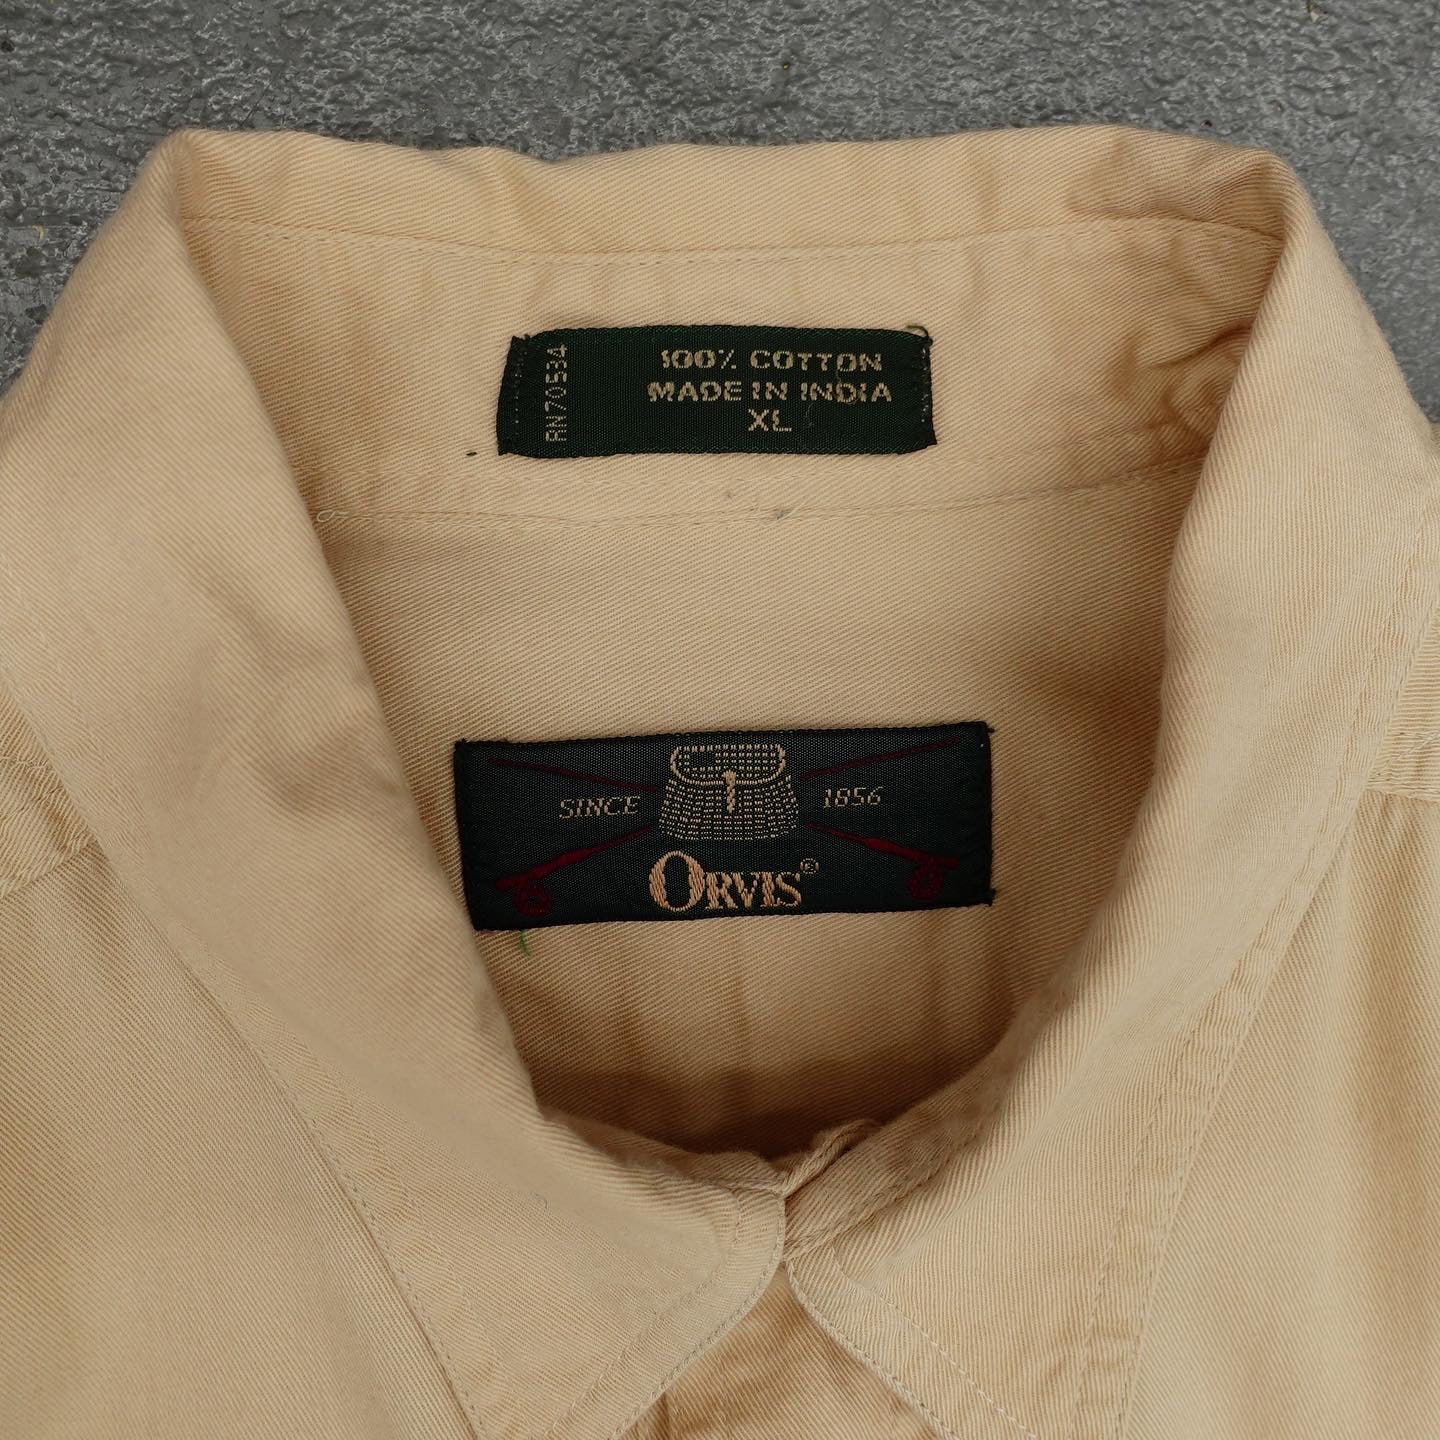 RN70534
100% COTTON
MADE IN INDIA
XL
SINCE 1856
ORVIS®